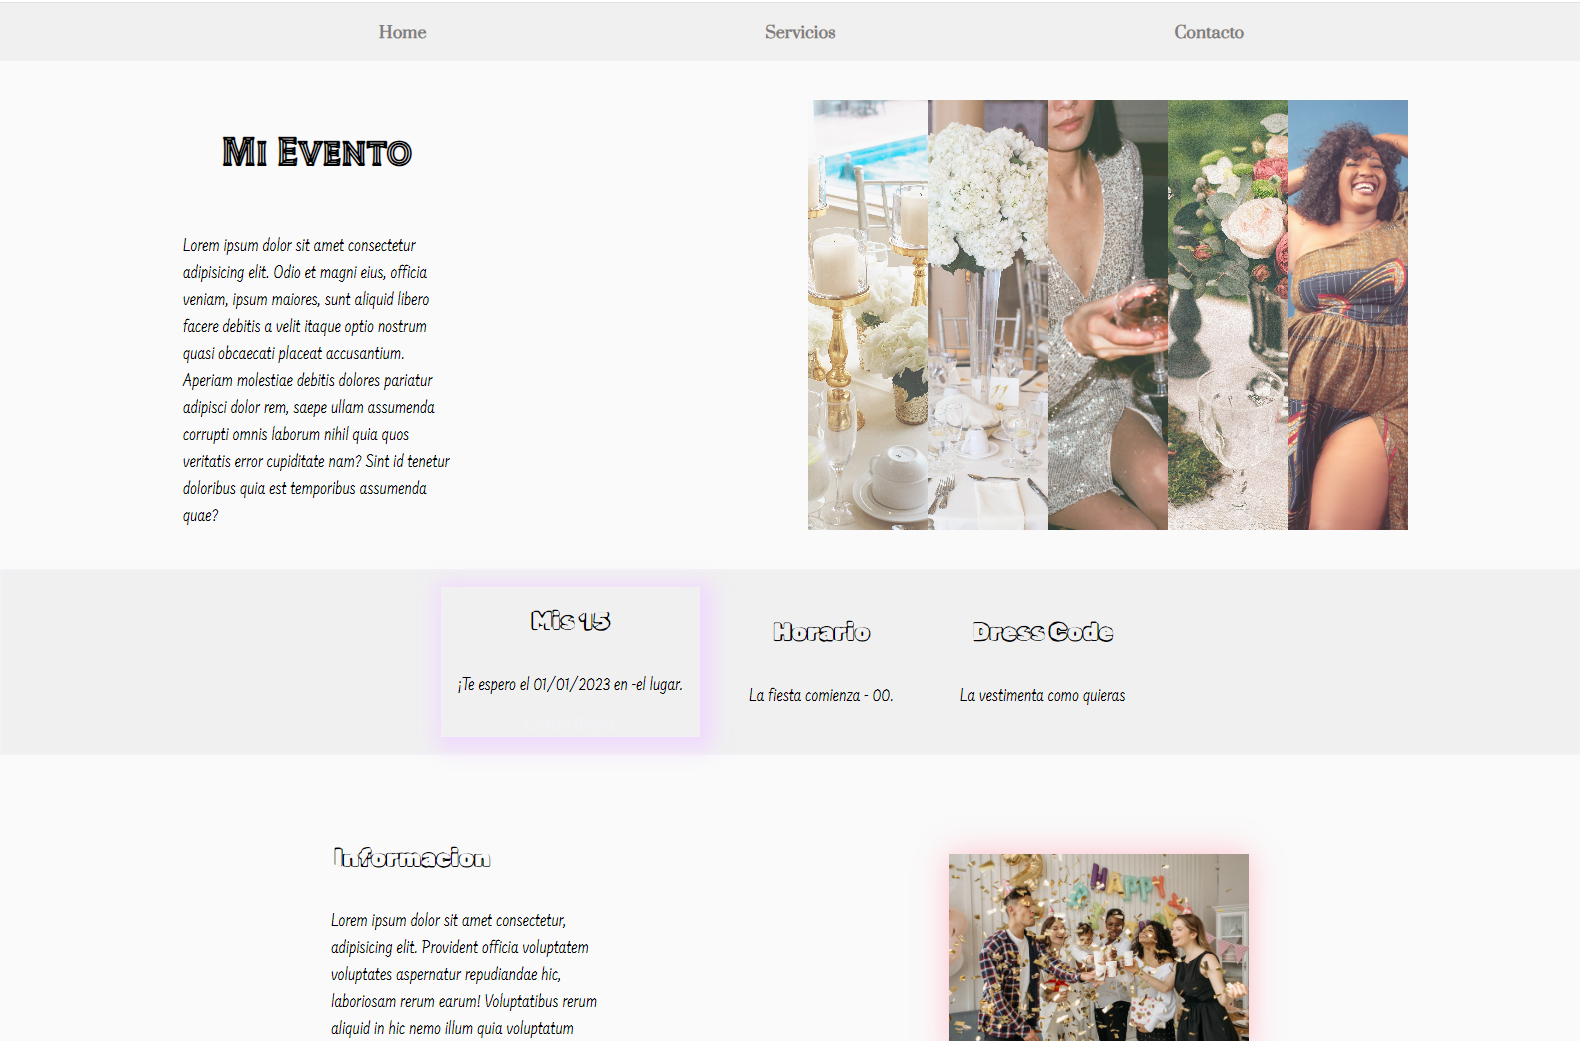 Home Servicios Contacto
Mi Evento
Lorem ipsum dolor sit amet consectetur
adipisicing elit. Odio et magni eius, officia
veniam, ipsum maiores, sunt aliquid libero
facere debitis a velit itaque optio nostrum
quasi obcaecati placeat accusantium.
Aperiam molestiae debitis dolores pariatur
adipisci dolor rem, saepe ullam assumenda
corrupti omnis laborum nihil quia quos
veritatis error cupiditate nam? Sint id tenetur
doloribus quia est temporibus assumenda
quae?
11
Mis 15
¡Te espero el 01/01/2023 en -el lugar.
Horario
La fiesta comienza - 00.
Dress Code
La vestimenta como quieras
Informacion
Lorem ipsum dolor sit amet consectetur,
adipisicing elit. Provident officia voluptatem
voluptates aspernatur repudiandae hic,
laboriosam rerum earum! Voluptatibus rerum
aliquid in hic nemo illum quia voluptatum
HAPPY